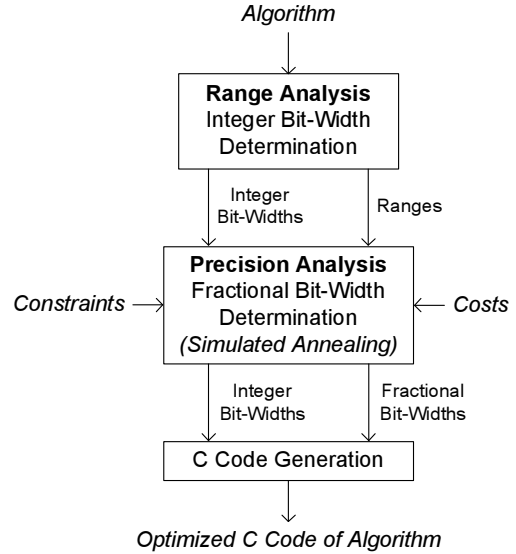 Algorithm
Range Analysis
Integer Bit-Width
Determination
Integer
Bit-Widths
Ranges
Precision Analysis
Fractional Bit-Width
Determination
(Simulated Annealing)
Constraints
Costs
Integer
Bit-Widths
Fractional
Bit-Widths
C Code Generation
Optimized C Code of Algorithm